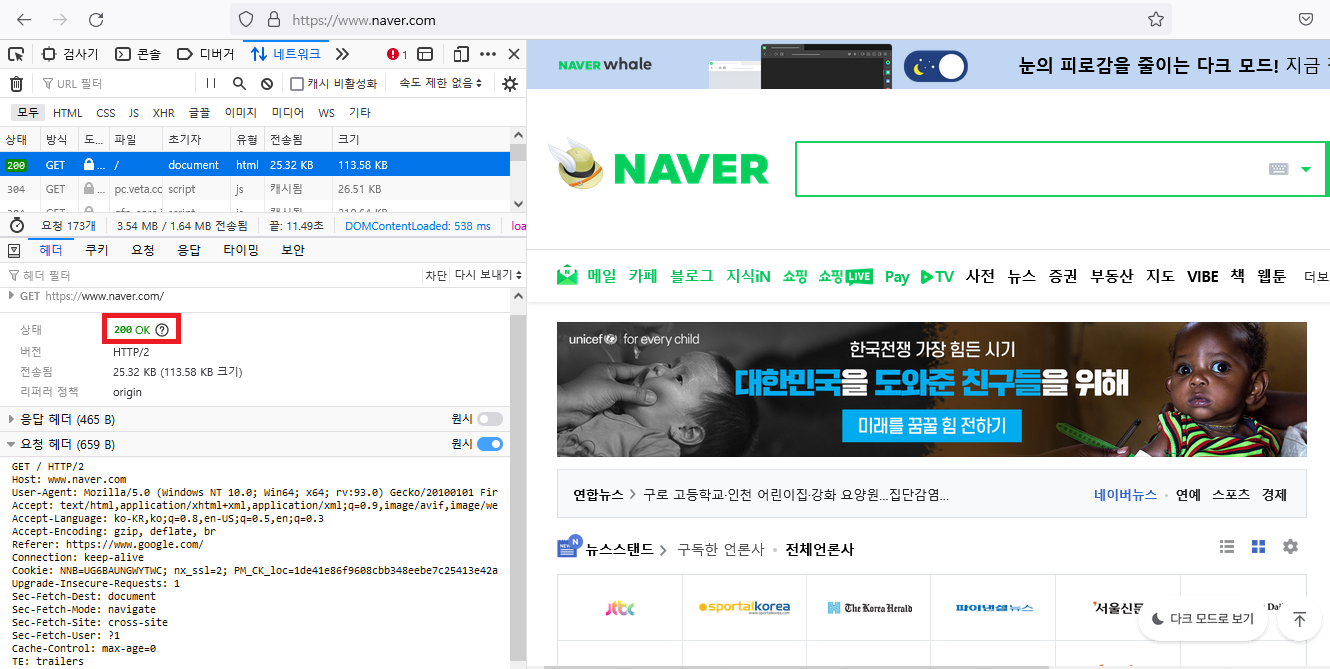 https://www.naver.com
검사기 콘솔 디버거 네트워크 1
URL 필터 캐시 비활성화 속도 제한 없음
모두 HTML CSS JS XHR 글꼴 이미지 미디어 WS 기타
상태 방식 도... 파일 초기자 유형 전송됨 크기
200 GET ... / document html 25.32 KB 113.58 KB
304 GET ... pc.veta.cc script js 캐시됨 26.51 KB
요청 173개 3.54 MB / 1.64 MB 전송됨 끝: 11.49초 DOMContentLoaded: 538 ms loa
헤더 쿠키 요청 응답 타이밍 보안
헤더 필터 차단 다시 보내기
GET https://www.naver.com/
상태 200 OK ?
버전 HTTP/2
전송됨 25.32 KB (113.58 KB 크기)
리퍼러 정책 origin
응답 헤더 (465 B) 원시
요청 헤더 (659 B) 원시
GET / HTTP/2
Host: www.naver.com
User-Agent: Mozilla/5.0 (Windows NT 10.0; Win64; x64; rv:93.0) Gecko/20100101 Fir
Accept: text/html,application/xhtml+xml,application/xml;q=0.9,image/avif,image/we
Accept-Language: ko-KR,ko;q=0.8,en-US;q=0.5,en;q=0.3
Accept-Encoding: gzip, deflate, br
Referer: https://www.google.com/
Connection: keep-alive
Cookie: NNB=UG6BAUNGWYTWC; nx_ssl=2; PM_CK_loc=1de41e86f9608cbb348eebe7c25413e42a
Upgrade-Insecure-Requests: 1
Sec-Fetch-Dest: document
Sec-Fetch-Mode: navigate
Sec-Fetch-Site: cross-site
Sec-Fetch-User: ?1
Cache-Control: max-age=0
TE: trailers
NAVER whale
눈의 피로감을 줄이는 다크 모드! 지금
NAVER
메일 카페 블로그 지식iN 쇼핑 쇼핑LIVE Pay TV 사전 뉴스 증권 부동산 지도 VIBE 책 웹툰 더보
unicef for every child
한국전쟁 가장 힘든 시기
대한민국을 도와준 친구들을 위해
미래를 꿈꿀 힘 전하기
연합뉴스 > 구로 고등학교·인천 어린이집·강화 요양원...집단감염... 네이버뉴스 · 연예 스포츠 경제
NEWS N 뉴스스탠드 > 구독한 언론사 · 전체언론사
jtbc sportalkorea The Korea Herald 파이낸셜뉴스 서울신문
www.sportalkorea.com
다크 모드로 보기